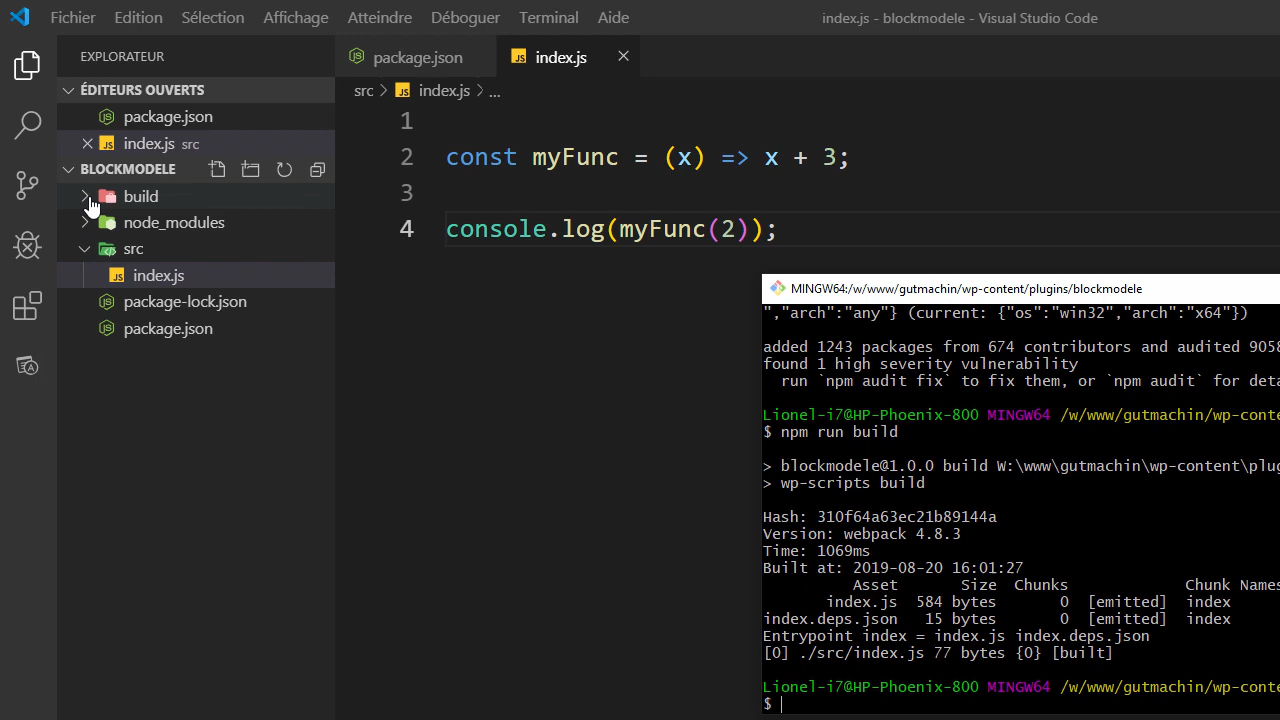 Fichier Edition Sélection Affichage Atteindre Déboguer Terminal Aide
index.js - blockmodele - Visual Studio Code
EXPLORATEUR
ÉDITEURS OUVERTS
package.json
index.js src
BLOCKMODELE
build
node_modules
src
index.js
package-lock.json
package.json
package.json index.js
src > index.js > ...
1
2 const myFunc = (x) => x + 3;
3
4 console.log(myFunc(2));
MINGW64:/w/www/gutmachin/wp-content/plugins/blockmodele
","arch":"any"} (current: {"os":"win32","arch":"x64"})
added 1243 packages from 674 contributors and audited 9058
found 1 high severity vulnerability
run `npm audit fix` to fix them, or `npm audit` for deta
Lionel-i7@HP-Phoenix-800 MINGW64 /w/www/gutmachin/wp-conte
$ npm run build
> blockmodele@1.0.0 build W:\www\gutmachin\wp-content\plug
> wp-scripts build
Hash: 310f64a63ec21b89144a
Version: webpack 4.8.3
Time: 1069ms
Built at: 2019-08-20 16:01:27
Asset Size Chunks Chunk Names
index.js 584 bytes 0 [emitted] index
index.deps.json 15 bytes 0 [emitted] index
Entrypoint index = index.js index.deps.json
[0] ./src/index.js 77 bytes {0} [built]
Lionel-i7@HP-Phoenix-800 MINGW64 /w/www/gutmachin/wp-conte
$